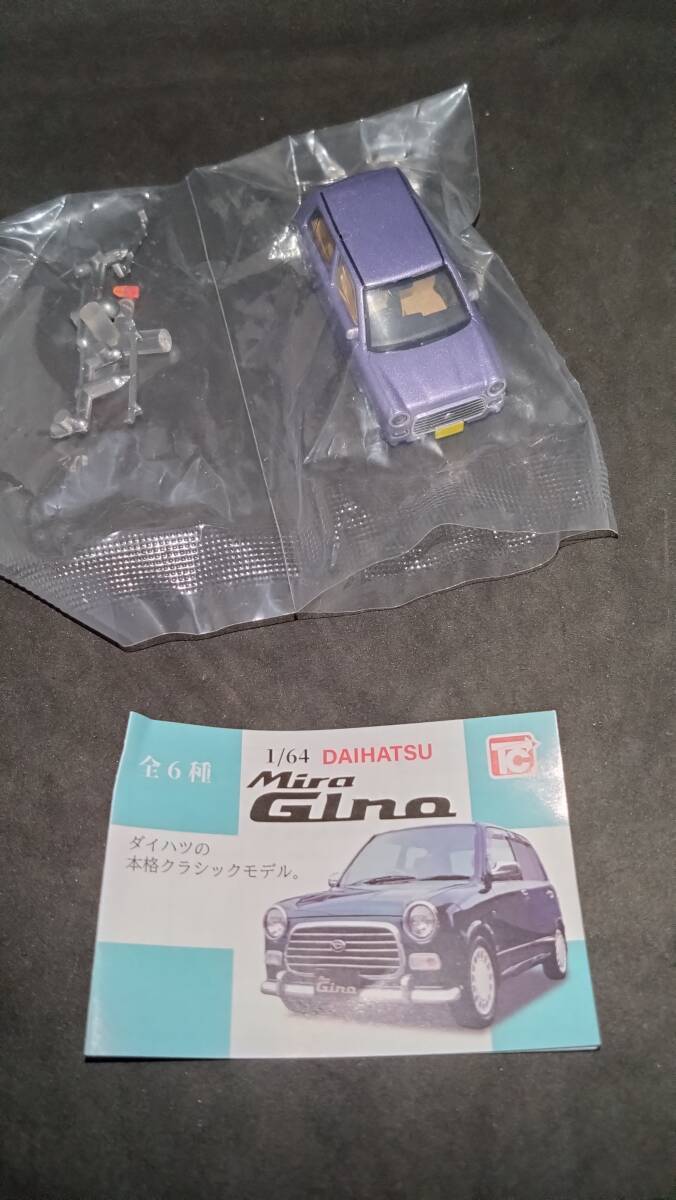 全6種
1/64 DAIHATSU
Mira
Gino
TC
ダイハツの
本格クラシックモデル。
Gino